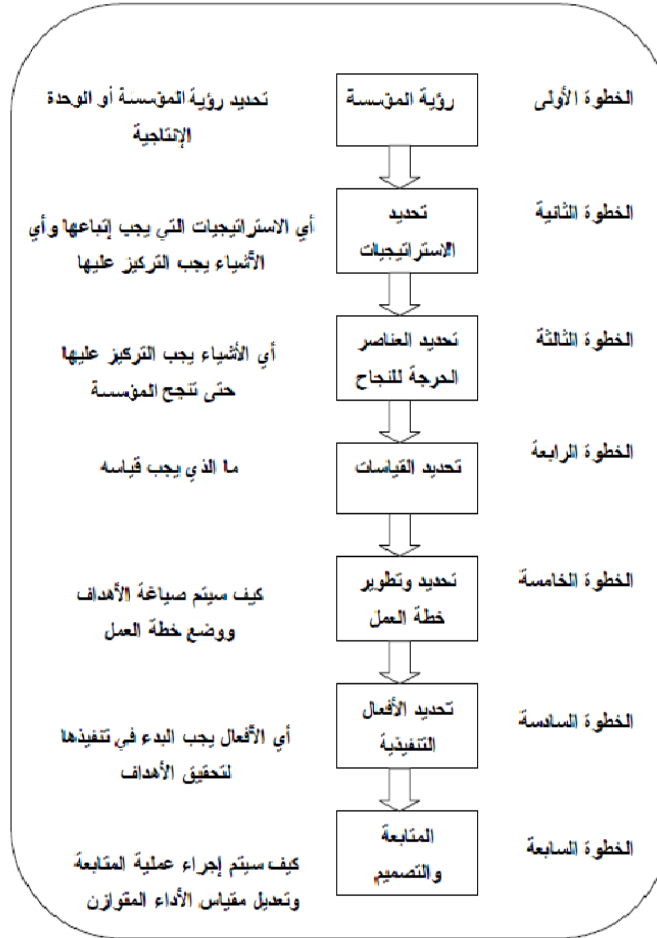 الخطوة الأولى
رؤية المؤسسة
تحديد رؤية المؤسسة أو الوحدة
الإنتاجية
الخطوة الثانية
تحديد
الاستراتيجيات
أي الاستراتيجيات التي يجب إتباعها وأي
الأشياء يجب التركيز عليها
الخطوة الثالثة
تحديد العناصر
الحرجة للنجاح
أي الأشياء يجب التركيز عليها
حتى تنجح المؤسسة
الخطوة الرابعة
تحديد القياسات
ما الذي يجب قياسه
الخطوة الخامسة
تحديد وتطوير
خطة العمل
كيف سيتم صياغة الأهداف
ووضع خطة العمل
الخطوة السادسة
تحديد الأفعال
التنفيذية
أي الأفعال يجب البدء في تنفيذها
لتحقيق الأهداف
الخطوة السابعة
المتابعة
والتصميم
كيف سيتم إجراء عملية المتابعة
وتعديل مقياس الأداء المقوازن